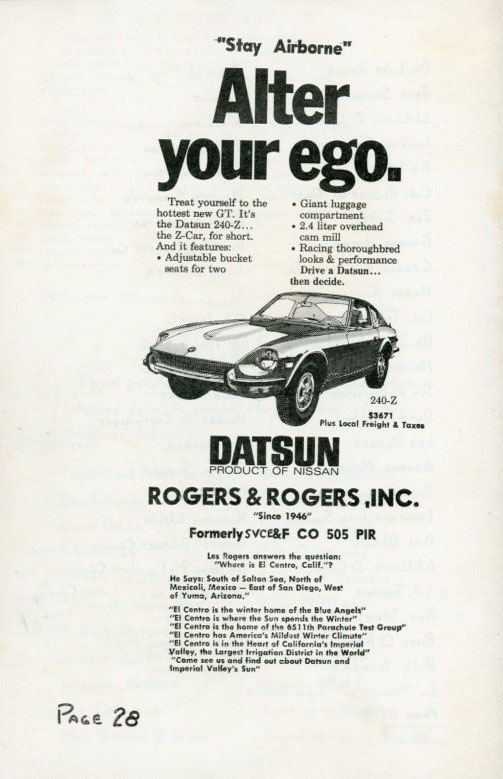 "Stay Airborne"
Alter
your ego.
Treat yourself to the
hottest new GT. It's
the Datsun 240-Z...
the Z-Car, for short.
And it features:
• Adjustable bucket
seats for two
• Giant luggage
compartment
• 2.4 liter overhead
cam mill
• Racing thoroughbred
looks & performance
Drive a Datsun...
then decide.
240-Z
$3671
Plus Local Freight & Taxes
DATSUN
PRODUCT OF NISSAN
ROGERS & ROGERS, INC.
"Since 1946"
Formerly SVCE&F CO 505 PIR
Les Rogers answers the question:
"Where is El Centro, Calif."?
He Says: South of Salton Sea, North of
Mexicali, Mexico — East of San Diego, West
of Yuma, Arizona."
"El Centro is the winter home of the Blue Angels"
"El Centro is where the Sun spends the Winter"
"El Centro is the home of the 6511th Parachute Test Group"
"El Centro has America's Mildest Winter Climate"
"El Centro is in the Heart of California's Imperial
Valley, the Largest Irrigation District in the World"
"Come see us and find out about Datsun and
Imperial Valley's Sun"
PAGE 28